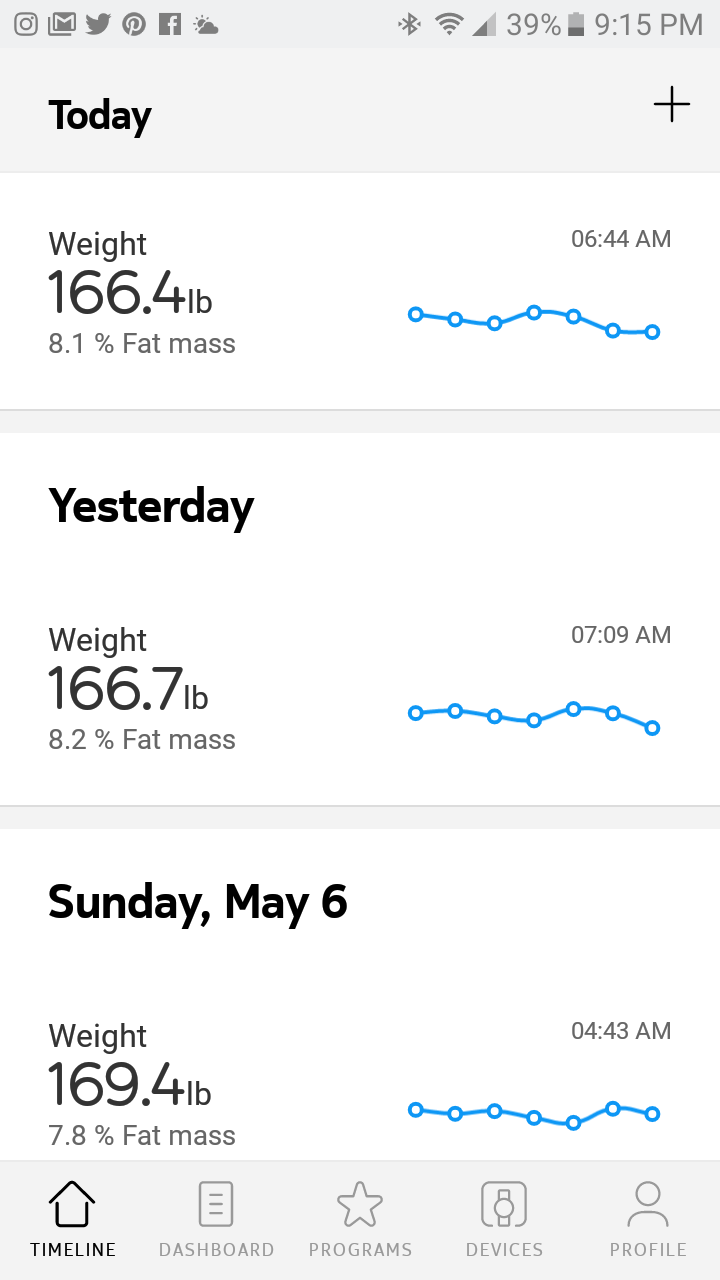 39% 9:15 PM
Today
Weight
06:44 AM
166.4lb
8.1 % Fat mass
Yesterday
Weight
07:09 AM
166.7lb
8.2 % Fat mass
Sunday, May 6
Weight
04:43 AM
169.4lb
7.8 % Fat mass
TIMELINE DASHBOARD PROGRAMS DEVICES PROFILE